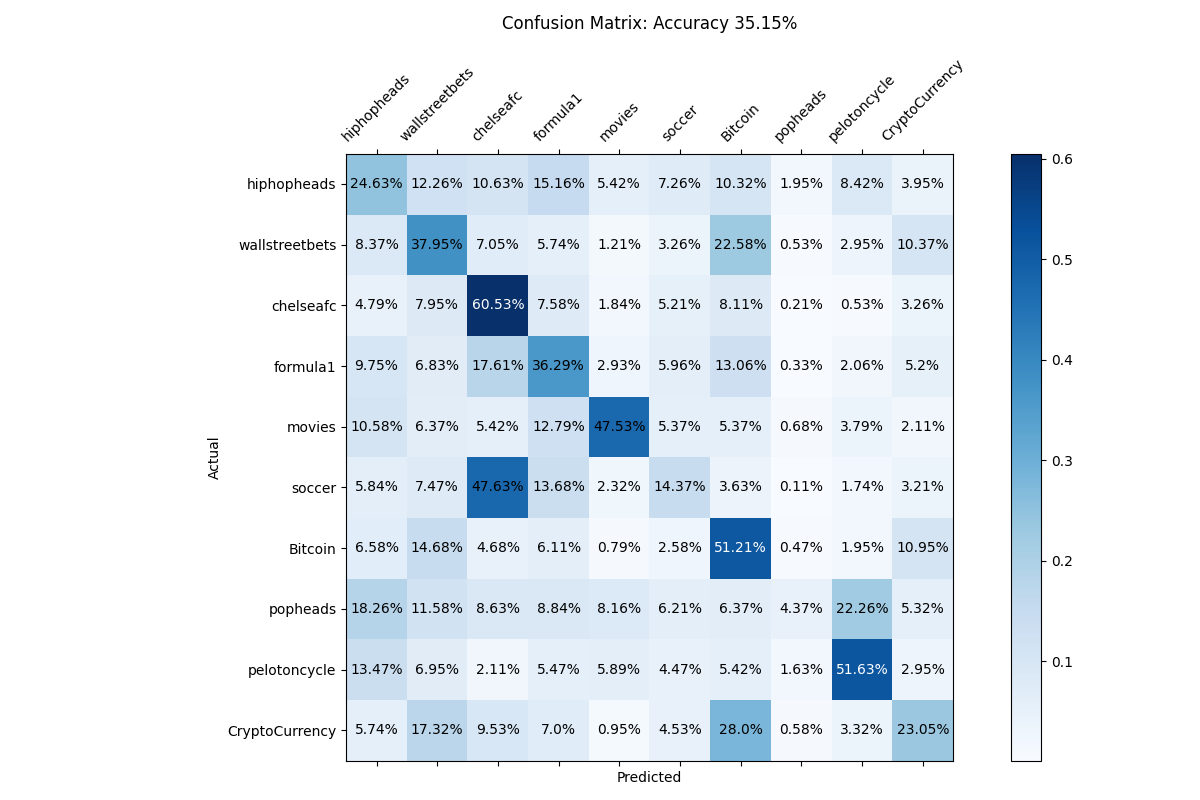 Confusion Matrix: Accuracy 35.15%
hiphopheads wallstreetbets chelseafc formula1 movies soccer Bitcoin popheads pelotoncycle CryptoCurrency
hiphopheads 24.63% 12.26% 10.63% 15.16% 5.42% 7.26% 10.32% 1.95% 8.42% 3.95%
wallstreetbets 8.37% 37.95% 7.05% 5.74% 1.21% 3.26% 22.58% 0.53% 2.95% 10.37%
chelseafc 4.79% 7.95% 60.53% 7.58% 1.84% 5.21% 8.11% 0.21% 0.53% 3.26%
formula1 9.75% 6.83% 17.61% 36.29% 2.93% 5.96% 13.06% 0.33% 2.06% 5.2%
movies 10.58% 6.37% 5.42% 12.79% 47.53% 5.37% 5.37% 0.68% 3.79% 2.11%
soccer 5.84% 7.47% 47.63% 13.68% 2.32% 14.37% 3.63% 0.11% 1.74% 3.21%
Bitcoin 6.58% 14.68% 4.68% 6.11% 0.79% 2.58% 51.21% 0.47% 1.95% 10.95%
popheads 18.26% 11.58% 8.63% 8.84% 8.16% 6.21% 6.37% 4.37% 22.26% 5.32%
pelotoncycle 13.47% 6.95% 2.11% 5.47% 5.89% 4.47% 5.42% 1.63% 51.63% 2.95%
CryptoCurrency 5.74% 17.32% 9.53% 7.0% 0.95% 4.53% 28.0% 0.58% 3.32% 23.05%
Actual
Predicted
0.6
0.5
0.4
0.3
0.2
0.1